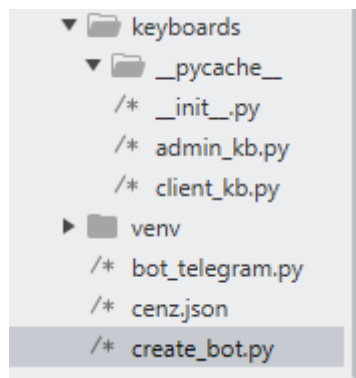 keyboards
__pycache__
/* __init__.py
/* admin_kb.py
/* client_kb.py
venv
/* bot_telegram.py
/* cenz.json
/* create_bot.py